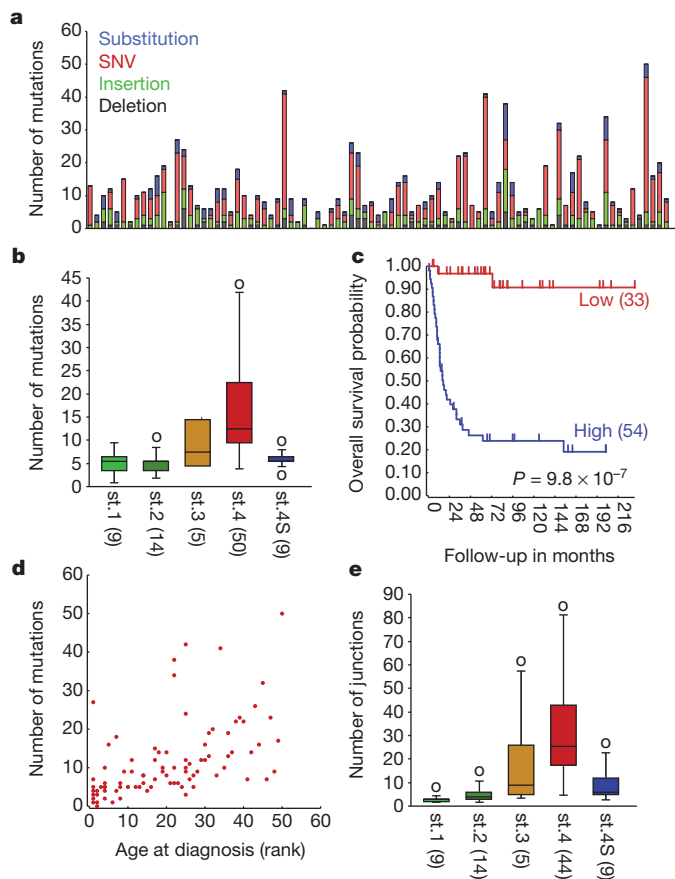 a
Substitution
SNV
Insertion
Deletion
Number of mutations
60
50
40
30
20
10
0
b
Number of mutations
45
40
35
30
25
20
15
10
5
0
st.1 (9)
st.2 (14)
st.3 (5)
st.4 (50)
st.4S (9)
c
Overall survival probability
1.00
0.90
0.80
0.70
0.60
0.50
0.40
0.30
0.20
0.10
0.00
Low (33)
High (54)
P = 9.8 × 10⁻⁷
0
24
48
72
96
120
144
168
192
216
Follow-up in months
d
Number of mutations
60
50
40
30
20
10
0
0
10
20
30
40
50
60
Age at diagnosis (rank)
e
Number of junctions
90
80
70
60
50
40
30
20
10
0
st.1 (9)
st.2 (14)
st.3 (5)
st.4 (44)
st.4S (9)